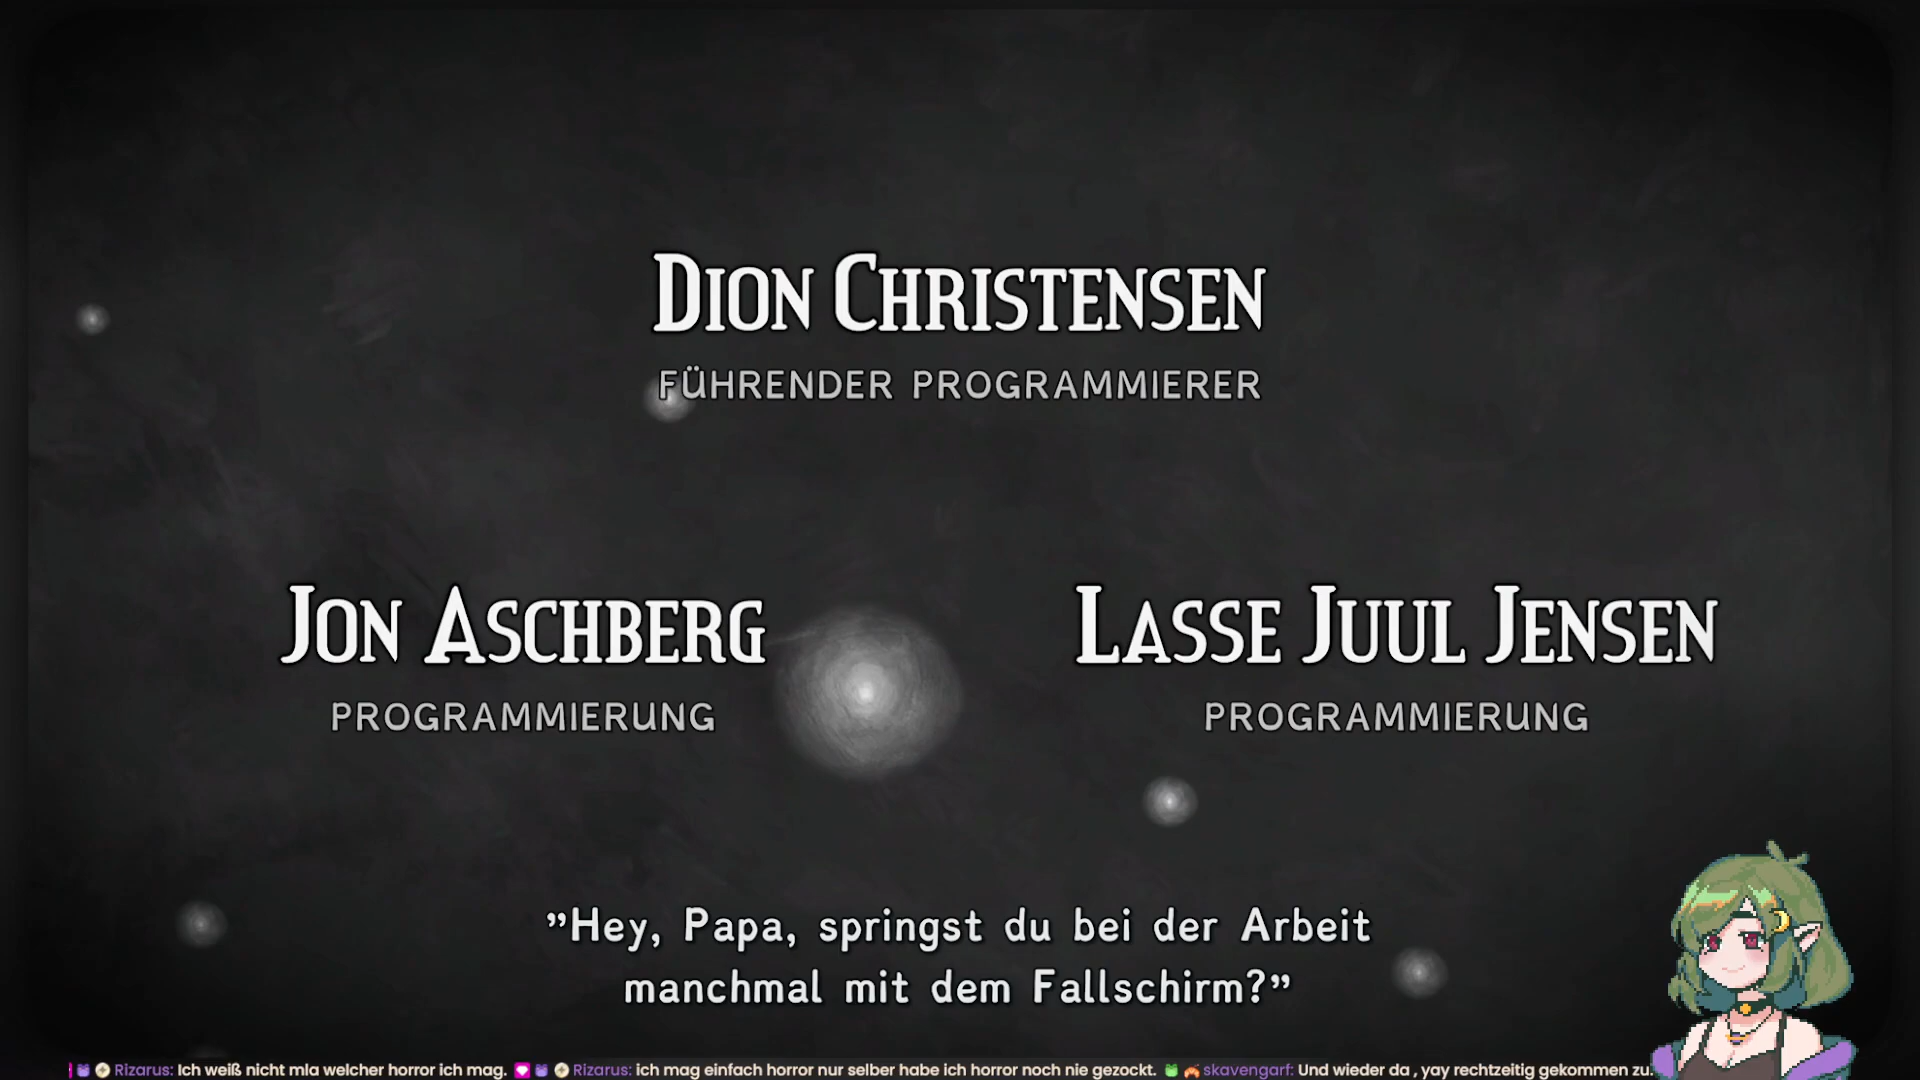 DION CHRISTENSEN
FÜHRENDER PROGRAMMIERER
JON ASCHBERG
LASSE JUUL JENSEN
PROGRAMMIERUNG
PROGRAMMIERUNG
”Hey, Papa, springst du bei der Arbeit
manchmal mit dem Fallschirm?”
Rizarus: Ich weiß nicht mla welcher horror ich mag. Rizarus: ich mag einfach horror nur selber habe ich horror noch nie gezockt. skavengarf: Und wieder da , yay rechtzeitig gekommen zu.